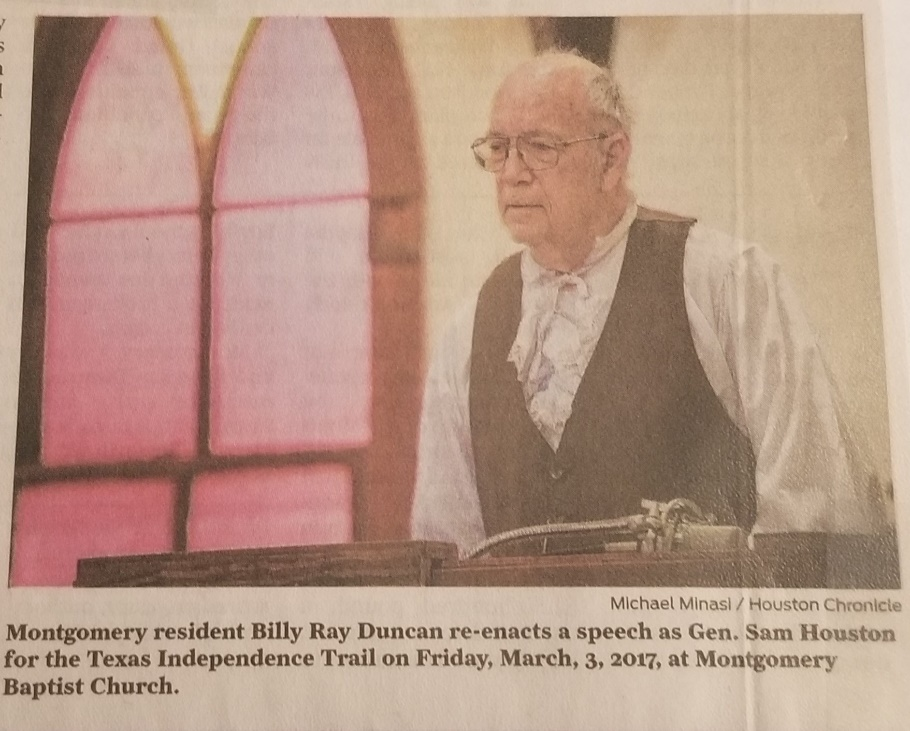 y
s
a
l
Michael Minasi / Houston Chronicle
Montgomery resident Billy Ray Duncan re-enacts a speech as Gen. Sam Houston
for the Texas Independence Trail on Friday, March, 3, 2017, at Montgomery
Baptist Church.